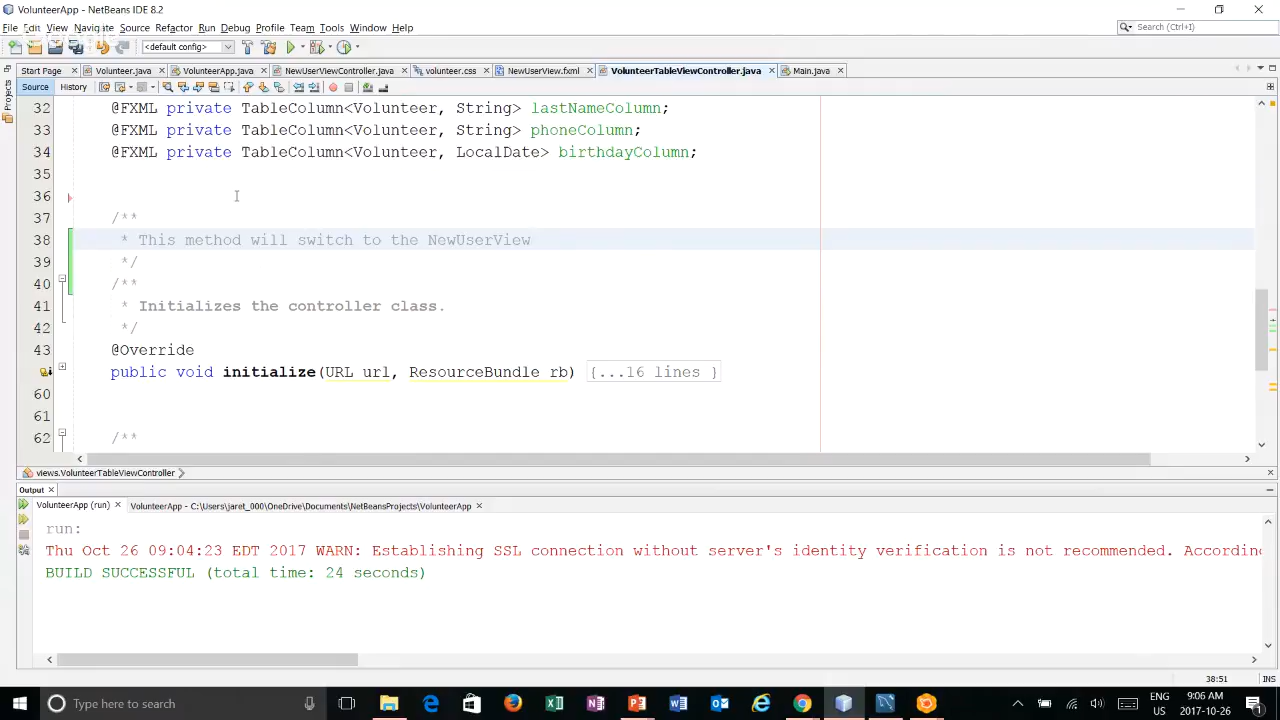 VolunteerApp - NetBeans IDE 8.2
File Edit View Navigate Source Refactor Run Debug Profile Team Tools Window Help
Search (Ctrl+I)
<default config>
Start Page
Volunteer.java
VolunteerApp.java
NewUserViewController.java
volunteer.css
NewUserView.fxml
VolunteerTableViewController.java
Main.java
Source History
Projects
32 @FXML private TableColumn<Volunteer, String> lastNameColumn;
33 @FXML private TableColumn<Volunteer, String> phoneColumn;
34 @FXML private TableColumn<Volunteer, LocalDate> birthdayColumn;
35
36
37 /**
38 * This method will switch to the NewUserView
39 */
40 /**
41 * Initializes the controller class.
42 */
43 @Override
public void initialize(URL url, ResourceBundle rb) {...16 lines }
60
61
62 /**
views.VolunteerTableViewController
Output
VolunteerApp (run)
VolunteerApp - C:\Users\jaret_000\OneDrive\Documents\NetBeansProjects\VolunteerApp
run:
Thu Oct 26 09:04:23 EDT 2017 WARN: Establishing SSL connection without server's identity verification is not recommended. According
BUILD SUCCESSFUL (total time: 24 seconds)
38:51 INS
Type here to search
ENG
US
9:06 AM
2017-10-26